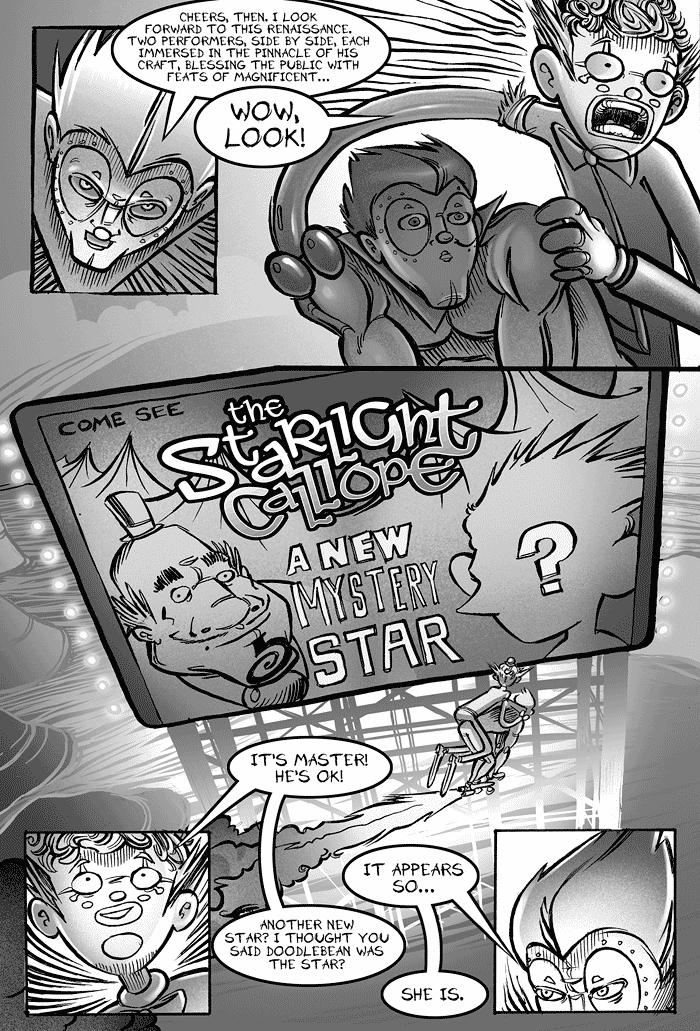 CHEERS, THEN. I LOOK
FORWARD TO THIS RENAISSANCE.
TWO PERFORMERS, SIDE BY SIDE, EACH
IMMERSED IN THE PINNACLE OF HIS
CRAFT, BLESSING THE PUBLIC WITH
FEATS OF MAGNIFICENT...
WOW,
LOOK!
COME SEE
the
StaRLIGht
CallIOpe
A NEW
MYSTERY
STAR
?
IT'S MASTER!
HE'S OK!
IT APPEARS
SO...
ANOTHER NEW
STAR? I THOUGHT YOU
SAID DOODLEBEAN WAS
THE STAR?
SHE IS.